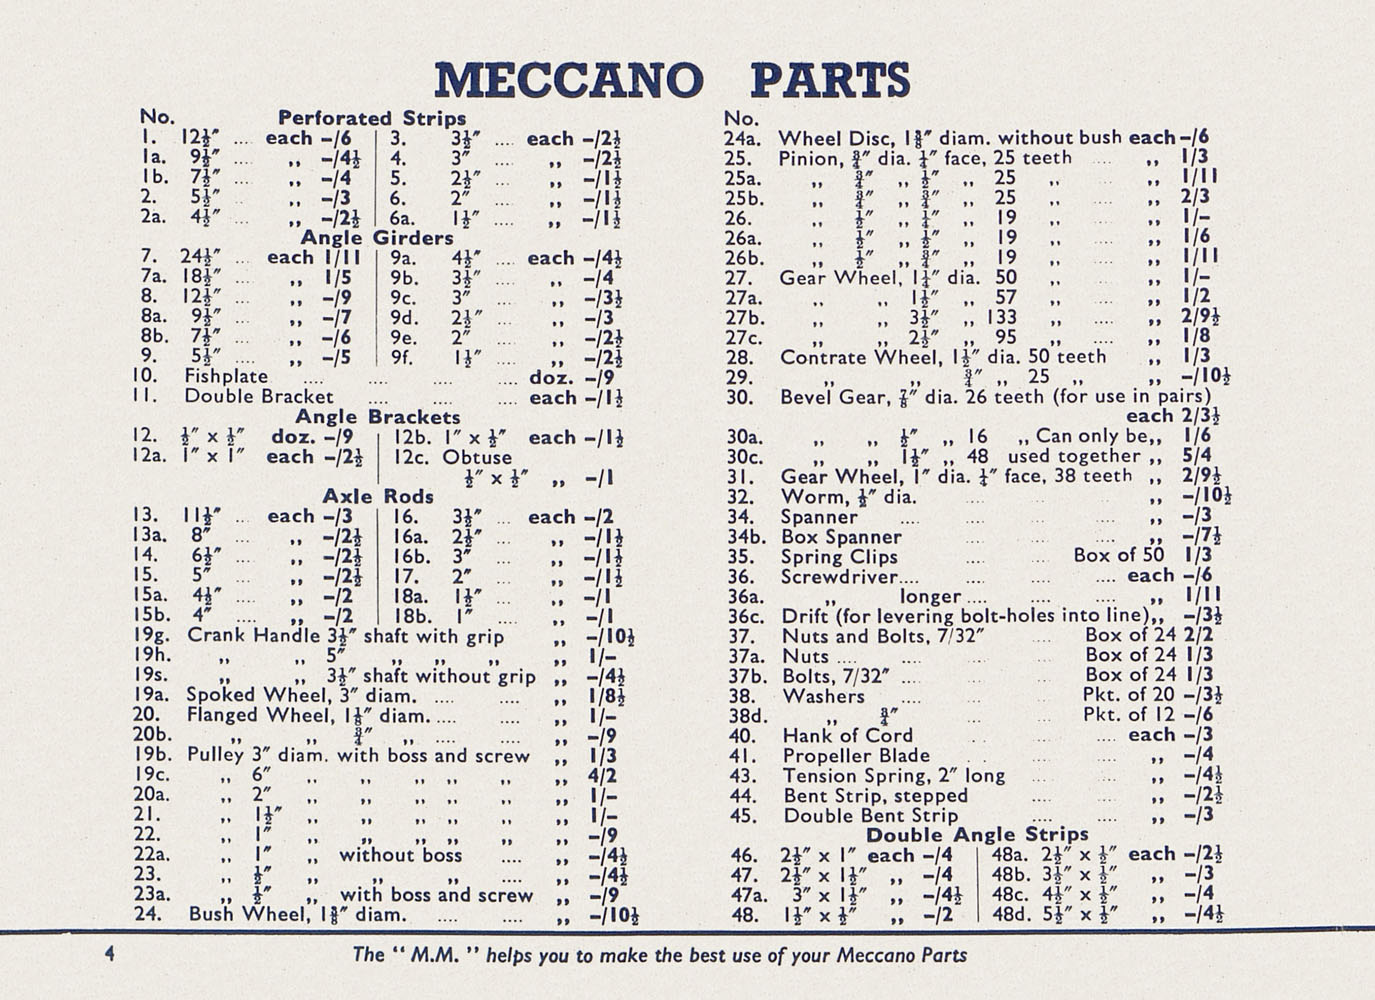 MECCANO PARTS
No. Perforated Strips
1. 12½″ .... each -/6 | 3. 3½″ .... each -/2½
1a. 9½″ .... ,, -/4½ | 4. 3″ .... ,, -/2½
1b. 7½″ .... ,, -/4 | 5. 2½″ .... ,, -/1½
2. 5½″ .... ,, -/3 | 6. 2″ .... ,, -/1½
2a. 4½″ .... ,, -/2½ | 6a. 1½″ .... ,, -/1½
Angle Girders
7. 24½″ .... each 1/11 | 9a. 4½″ .... each -/4½
7a. 18½″ .... ,, 1/5 | 9b. 3½″ .... ,, -/4
8. 12½″ .... ,, -/9 | 9c. 3″ .... ,, -/3½
8a. 9½″ .... ,, -/7 | 9d. 2½″ .... ,, -/3
8b. 7½″ .... ,, -/6 | 9e. 2″ .... ,, -/2½
9. 5½″ .... ,, -/5 | 9f. 1½″ .... ,, -/2½
10. Fishplate .... .... .... .... doz. -/9
11. Double Bracket .... .... .... each -/1½
Angle Brackets
12. ½″ x ½″ doz. -/9 | 12b. 1″ x ½″ each -/1½
12a. 1″ x 1″ each -/2½ | 12c. Obtuse
½″ x ½″ ,, -/1
Axle Rods
13. 11½″ ... each -/3 | 16. 3½″ ... each -/2
13a. 8″ .... ,, -/2½ | 16a. 2½″ .... ,, -/1½
14. 6½″ .... ,, -/2½ | 16b. 3″ .... ,, -/1½
15. 5″ .... ,, -/2½ | 17. 2″ .... ,, -/1½
15a. 4½″ .... ,, -/2 | 18a. 1½″ .... ,, -/1
15b. 4″ .... ,, -/2 | 18b. 1″ .... ,, -/1
19g. Crank Handle 3½″ shaft with grip ,, -/10½
19h. ,, ,, 5″ ,, ,, ,, ,, 1/-
19s. ,, ,, 3½″ shaft without grip ,, -/4½
19a. Spoked Wheel, 3″ diam. .... .... ,, 1/8½
20. Flanged Wheel, 1⅛″ diam. .... .... ,, 1/-
20b. ,, ,, ¾″ ,, .... .... ,, -/9
19b. Pulley 3″ diam. with boss and screw ,, 1/3
19c. ,, 6″ ,, ,, ,, ,, ,, ,, 4/2
20a. ,, 2″ ,, ,, ,, ,, ,, ,, 1/-
21. ,, 1½″ ,, ,, ,, ,, ,, ,, 1/-
22. ,, 1″ ,, ,, ,, ,, ,, ,, -/9
22a. ,, 1″ ,, without boss .... ,, -/4½
23. ,, ½″ ,, ,, ,, .... ,, -/4½
23a. ,, ½″ ,, with boss and screw ,, -/9
24. Bush Wheel, 1⅜″ diam. .... .... ,, -/10½
No.
24a. Wheel Disc, 1⅜″ diam. without bush each -/6
25. Pinion, ¾″ dia. ¼″ face, 25 teeth .... ,, 1/3
25a. ,, ¾″ ,, ½″ ,, 25 ,, .... ,, 1/11
25b. ,, ¾″ ,, ¾″ ,, 25 ,, .... ,, 2/3
26. ,, ½″ ,, ¼″ ,, 19 ,, .... ,, 1/-
26a. ,, ½″ ,, ½″ ,, 19 ,, .... ,, 1/6
26b. ,, ½″ ,, ¾″ ,, 19 ,, .... ,, 1/11
27. Gear Wheel, 1¼″ dia. 50 ,, .... ,, 1/-
27a. ,, ,, 1½″ ,, 57 ,, .... ,, 1/2
27b. ,, ,, 3½″ ,, 133 ,, .... ,, 2/9½
27c. ,, ,, 2½″ ,, 95 ,, .... ,, 1/8
28. Contrate Wheel, 1½″ dia. 50 teeth ,, 1/3
29. ,, ,, ¾″ ,, 25 ,, ,, -/10½
30. Bevel Gear, ⅞″ dia. 26 teeth (for use in pairs)
each 2/3½
30a. ,, ,, ½″ ,, 16 ,, Can only be ,, 1/6
30c. ,, ,, 1½″ ,, 48 used together ,, 5/4
31. Gear Wheel, 1″ dia. ¼″ face, 38 teeth ,, 2/9½
32. Worm, ½″ dia. .... .... .... ,, -/10½
34. Spanner .... .... .... .... ,, -/3
34b. Box Spanner .... .... .... ,, -/7½
35. Spring Clips .... .... Box of 50 1/3
36. Screwdriver.... .... .... .... each -/6
36a. ,, longer .... .... .... ,, 1/11
36c. Drift (for levering bolt-holes into line) ,, -/3½
37. Nuts and Bolts, 7/32″ .... Box of 24 2/2
37a. Nuts .... .... .... Box of 24 1/3
37b. Bolts, 7/32″ .... .... Box of 24 1/3
38. Washers .... .... Pkt. of 20 -/3½
38d. ,, ¾″ .... .... Pkt. of 12 -/6
40. Hank of Cord .... .... .... each -/3
41. Propeller Blade .... .... .... ,, -/4
43. Tension Spring, 2″ long .... .... ,, -/4½
44. Bent Strip, stepped .... .... ,, -/2½
45. Double Bent Strip .... .... ,, -/3
Double Angle Strips
46. 2½″ x 1″ each -/4 | 48a. 2½″ x ½″ each -/2½
47. 2½″ x 1½″ ,, -/4 | 48b. 3½″ x ½″ ,, -/3
47a. 3″ x 1½″ ,, -/4½ | 48c. 4½″ x ½″ ,, -/4
48. 1½″ x ½″ ,, -/2 | 48d. 5½″ x ½″ ,, -/4½
4 The “ M.M. ” helps you to make the best use of your Meccano Parts